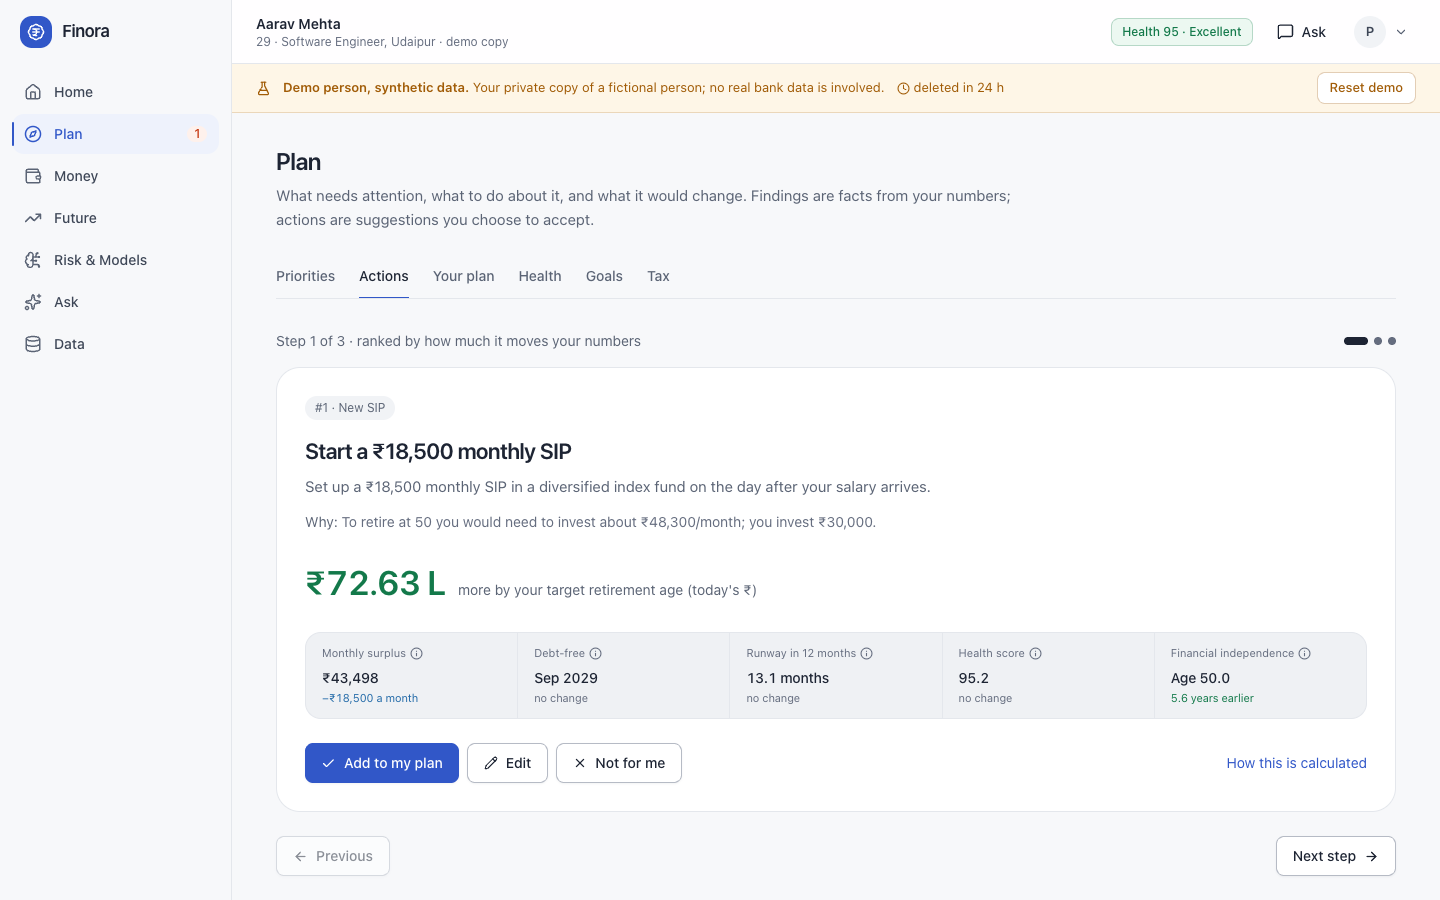 Finora
Home
Plan
1
Money
Future
Risk & Models
Ask
Data
Aarav Mehta
29 · Software Engineer, Udaipur · demo copy
Health 95 · Excellent
Ask
P
Demo person, synthetic data. Your private copy of a fictional person; no real bank data is involved. deleted in 24 h
Reset demo
Plan
What needs attention, what to do about it, and what it would change. Findings are facts from your numbers;
actions are suggestions you choose to accept.
Priorities Actions Your plan Health Goals Tax
Step 1 of 3 · ranked by how much it moves your numbers
#1 · New SIP
Start a ₹18,500 monthly SIP
Set up a ₹18,500 monthly SIP in a diversified index fund on the day after your salary arrives.
Why: To retire at 50 you would need to invest about ₹48,300/month; you invest ₹30,000.
₹72.63 L more by your target retirement age (today's ₹)
Monthly surplus
₹43,498
−₹18,500 a month
Debt-free
Sep 2029
no change
Runway in 12 months
13.1 months
no change
Health score
95.2
no change
Financial independence
Age 50.0
5.6 years earlier
Add to my plan
Edit
Not for me
How this is calculated
Previous
Next step